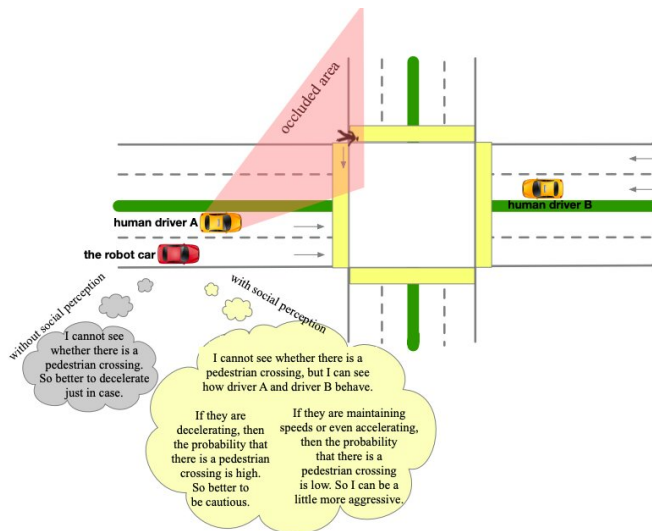 occluded area
human driver A
human driver B
the robot car
without social perception
with social perception
I cannot see
whether there is a
pedestrian crossing.
So better to decelerate
just in case.
I cannot see whether there is a
pedestrian crossing, but I can see
how driver A and driver B behave.
If they are
decelerating, then
the probability that
there is a pedestrian
crossing is high.
So better to
be cautious.
If they are maintaining
speeds or even accelerating,
then the probability
that there is a
pedestrian crossing
is low. So I can be a
little more aggressive.